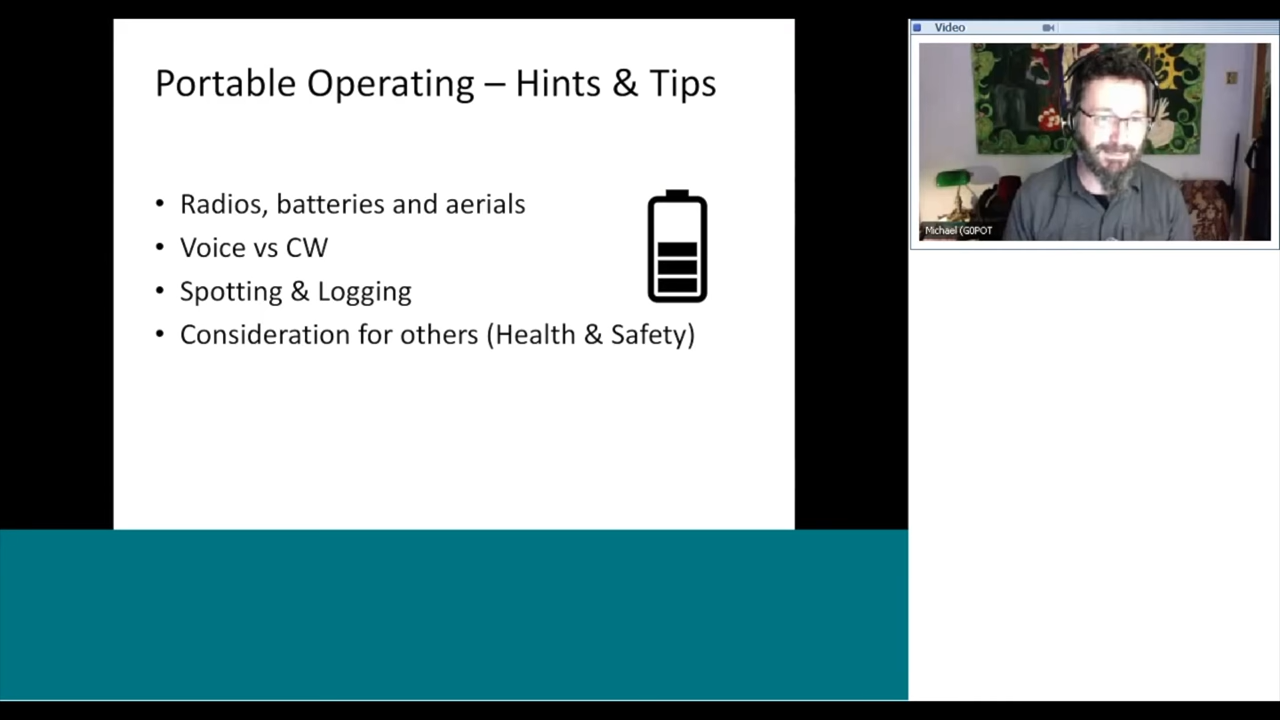 Portable Operating – Hints & Tips
• Radios, batteries and aerials
• Voice vs CW
• Spotting & Logging
• Consideration for others (Health & Safety)
Video
Michael (G0POT